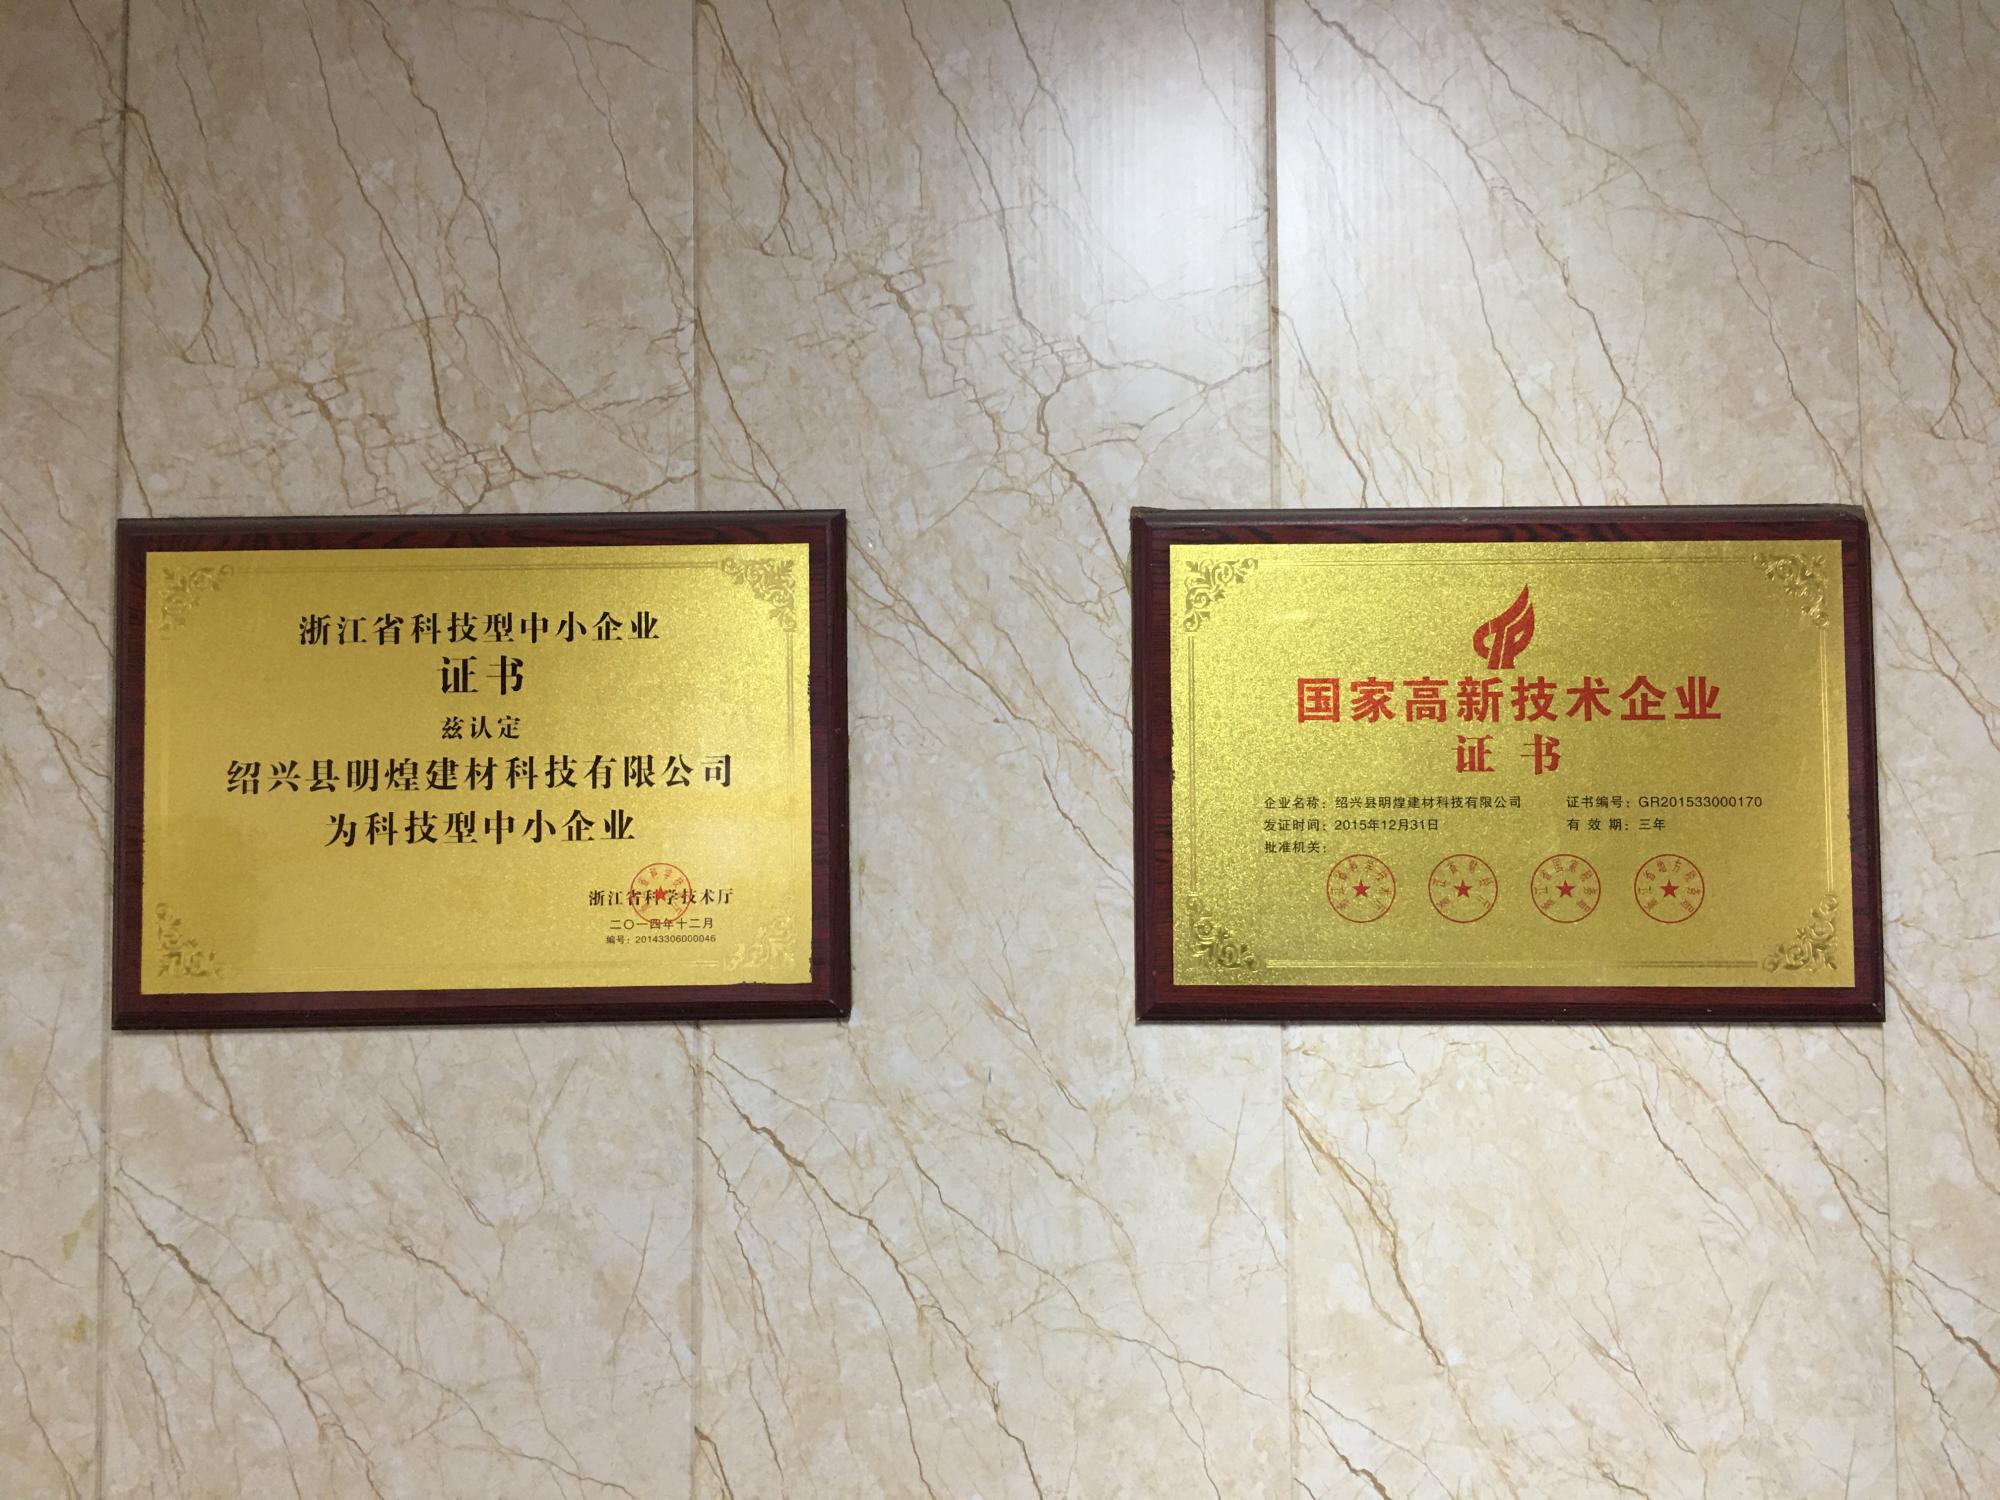 浙江省科技型中小企业
证书
兹认定
绍兴县明煌建材科技有限公司
为科技型中小企业
浙江省科学技术厅
二〇一四年十二月
编号：20143306000046
国家高新技术企业
证书
企业名称：绍兴县明煌建材科技有限公司 证书编号：GR201533000170
发证时间：2015年12月31日 有 效 期：三年
批准机关：